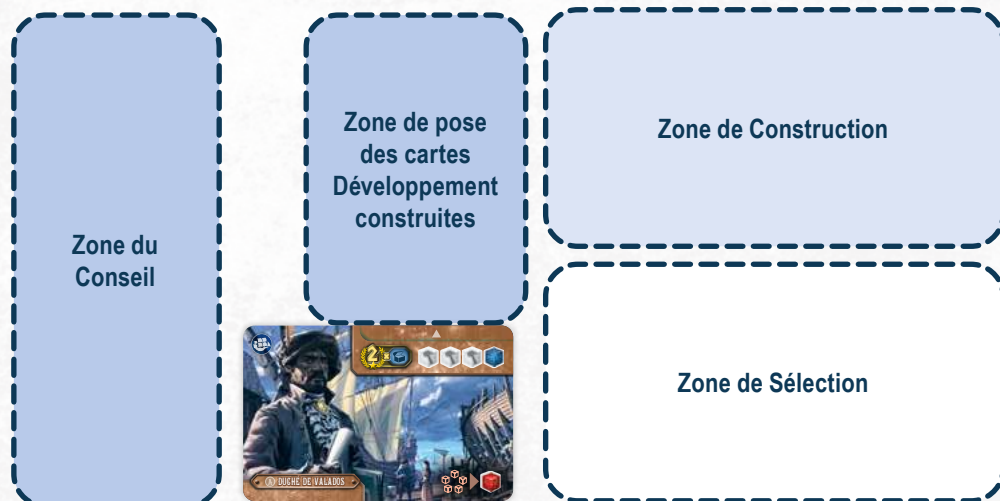 Zone du
Conseil
Zone de pose
des cartes
Développement
construites
Zone de Construction
Zone de Sélection
2
(A) DUCHÉ DE VALADOS